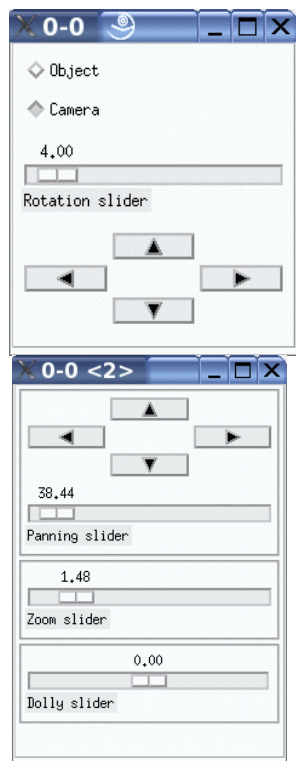 0-0
Object
Camera
4.00
Rotation slider
0-0 <2>
38.44
Panning slider
1.48
Zoom slider
0.00
Dolly slider